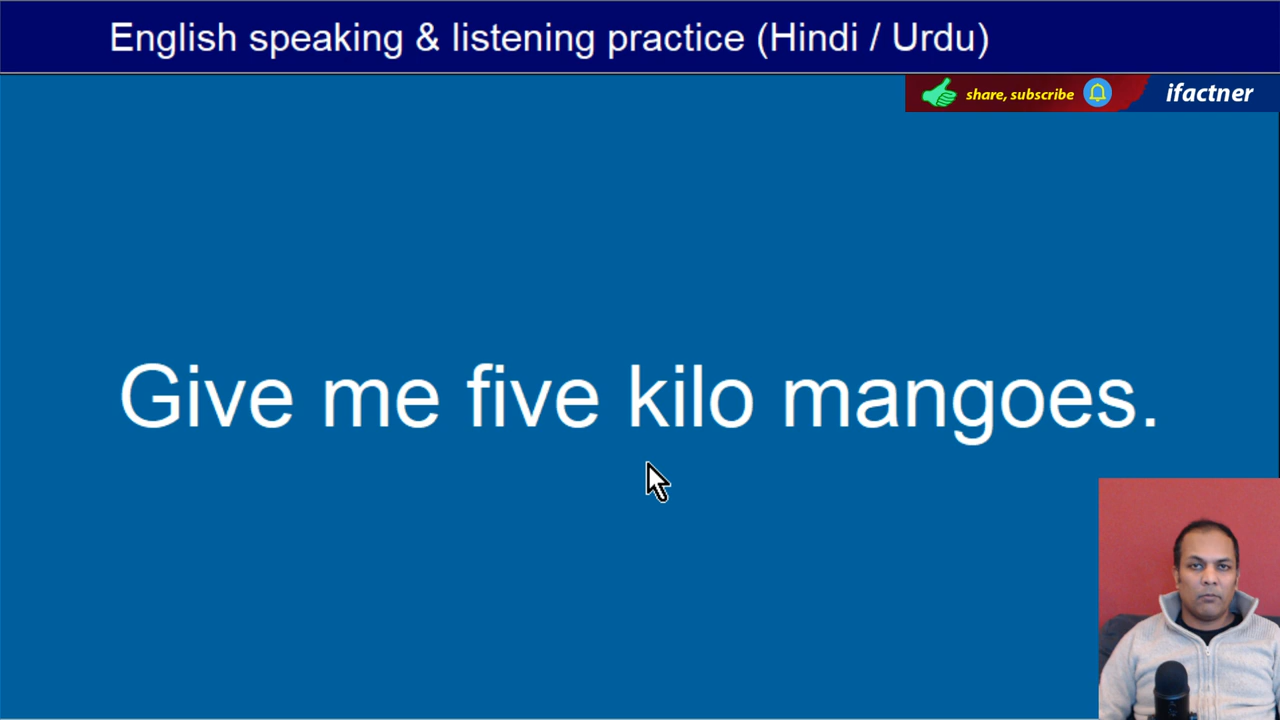 English speaking & listening practice (Hindi / Urdu)
share, subscribe
ifactner
Give me five kilo mangoes.